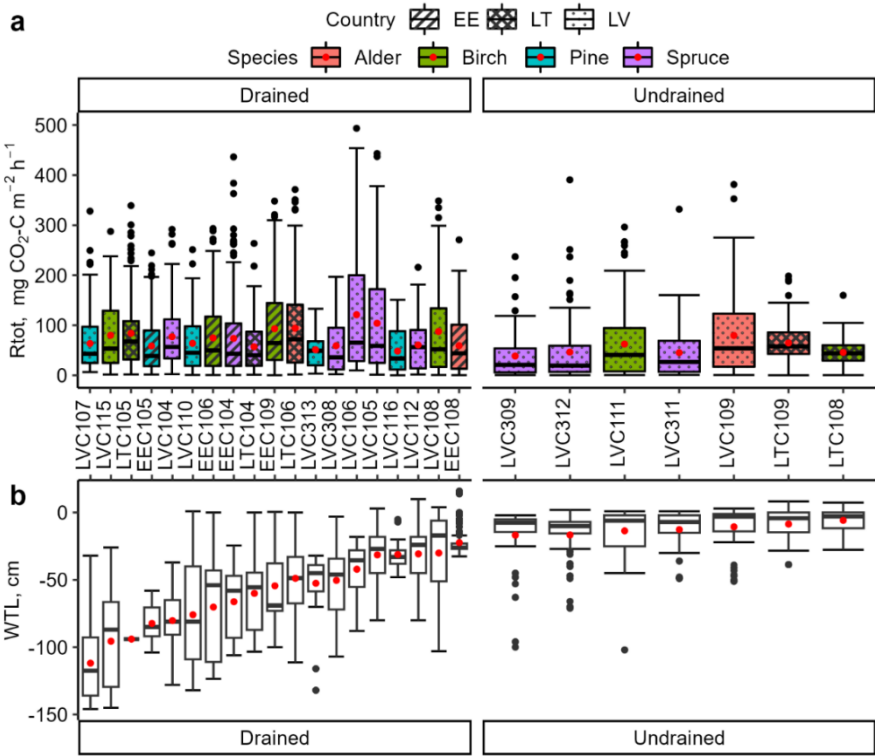 a
Country EE LT LV
Species Alder Birch Pine Spruce
Drained Undrained
Rtot, mg CO₂-C m⁻² h⁻¹
500
400
300
200
100
0
LVC107 LVC115 LTC105 EEC105 LVC104 LVC110 EEC106 EEC104 LTC104 EEC109 LTC106 LVC313 LVC308 LVC106 LVC105 LVC116 LVC112 LVC108 EEC108
LVC309 LVC312 LVC111 LVC311 LVC109 LTC109 LTC108
b
WTL, cm
0
-50
-100
-150
Drained Undrained